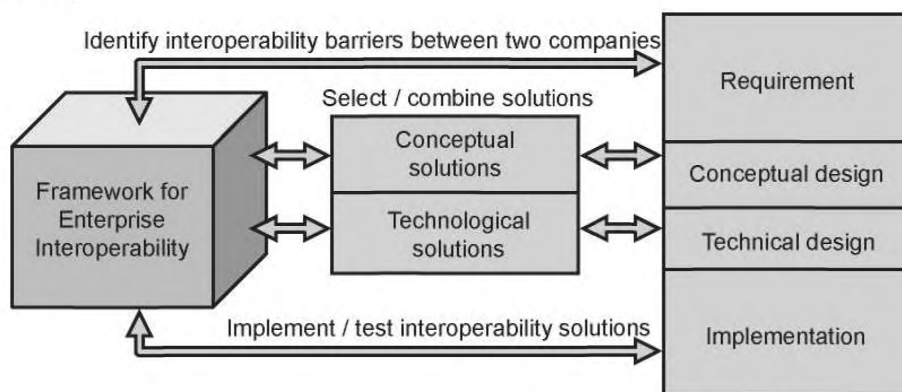 Identify interoperability barriers between two companies
Requirement
Select / combine solutions
Conceptual
solutions
Conceptual design
Framework for
Enterprise
Interoperability
Technological
solutions
Technical design
Implement / test interoperability solutions
Implementation